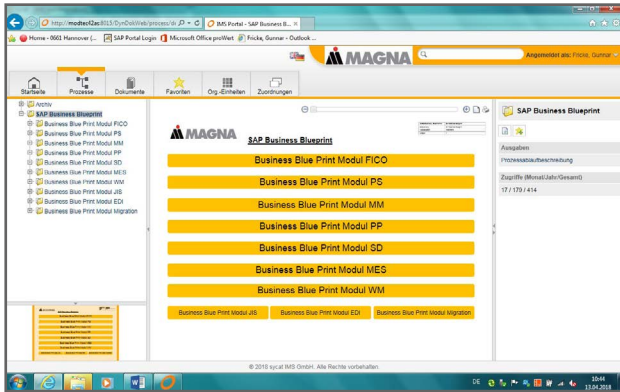 http://modtec42as:8015/DynDokWeb/process/di
IMS Portal - SAP Business B...
Home - 0661 Hannover (...
SAP Portal Login
Microsoft Office proWert
Fricke, Gunnar - Outlook ...
MAGNA
Angemeldet als: Fricke, Gunnar
Startseite
Prozesse
Dokumente
Favoriten
Org.-Einheiten
Zuordnungen
Archiv
SAP Business Blueprint
Business Blue Print Modul FICO
Business Blue Print Modul PS
Business Blue Print Modul MM
Business Blue Print Modul PP
Business Blue Print Modul SD
Business Blue Print Modul MES
Business Blue Print Modul WM
Business Blue Print Modul JIS
Business Blue Print Modul EDI
Business Blue Print Modul Migration
MAGNA
SAP Business Blueprint
Business Blue Print Modul FICO
Business Blue Print Modul PS
Business Blue Print Modul MM
Business Blue Print Modul PP
Business Blue Print Modul SD
Business Blue Print Modul MES
Business Blue Print Modul WM
Business Blue Print Modul JIS
Business Blue Print Modul EDI
Business Blue Print Modul Migration
SAP Business Blueprint
Ausgaben
Prozessablaufbeschreibung
Zugriffe (Monat/Jahr/Gesamt)
17 / 179 / 414
© 2018 sycat IMS GmbH. Alle Rechte vorbehalten.
DE
10:44
13.04.2018